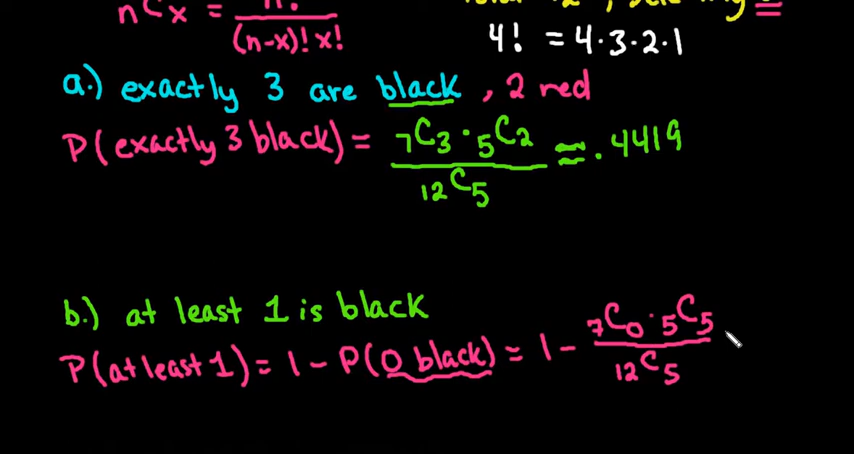 nCx = n! / (n-x)! x!
4! = 4·3·2·1
a.) exactly 3 are black, 2 red
P(exactly 3 black) = 7C3 · 5C2 / 12C5 ≈ .4419
b.) at least 1 is black
P(at least 1) = 1 - P(0 black) = 1 - 7C0 · 5C5 / 12C5